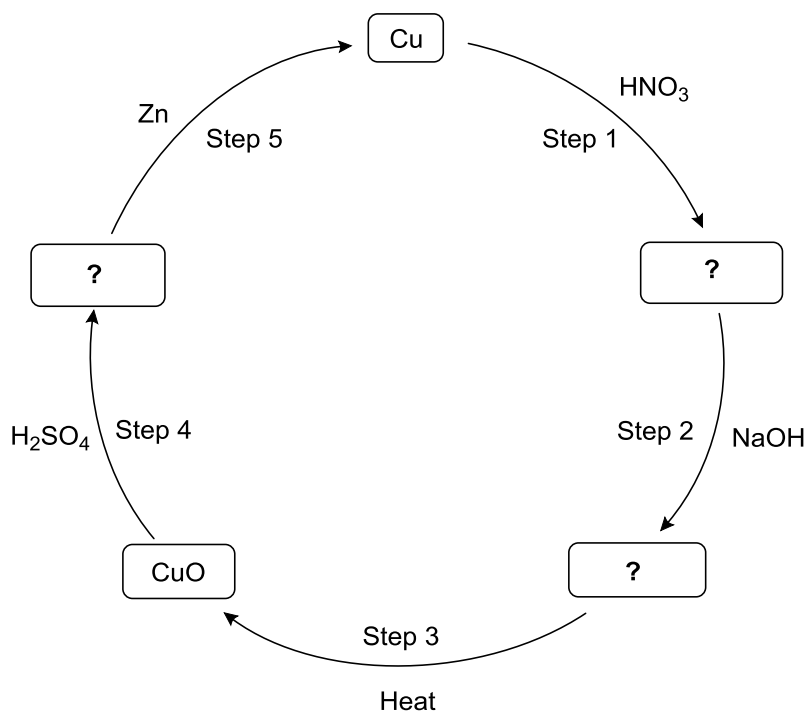 Cu
HNO₃
Step 1
?
Step 2
NaOH
?
Step 3
Heat
CuO
Step 4
H₂SO₄
?
Zn
Step 5